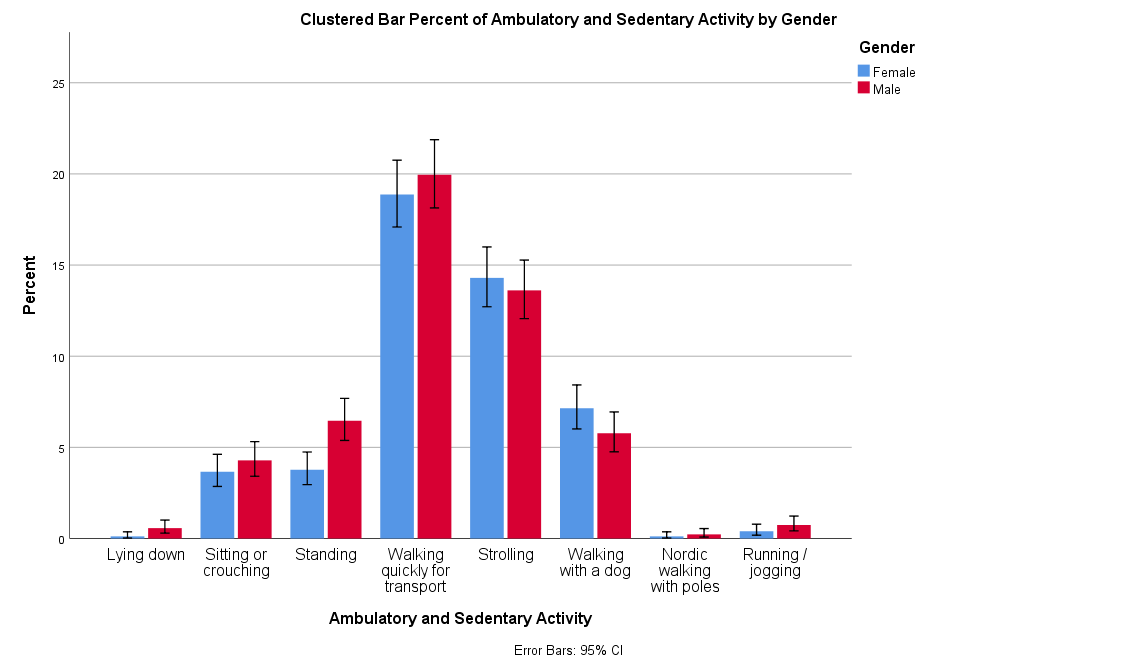 Clustered Bar Percent of Ambulatory and Sedentary Activity by Gender
Gender
Female
Male
25
20
15
10
5
0
Percent
Lying down
Sitting or
crouching
Standing
Walking
quickly for
transport
Strolling
Walking
with a dog
Nordic
walking
with poles
Running /
jogging
Ambulatory and Sedentary Activity
Error Bars: 95% CI